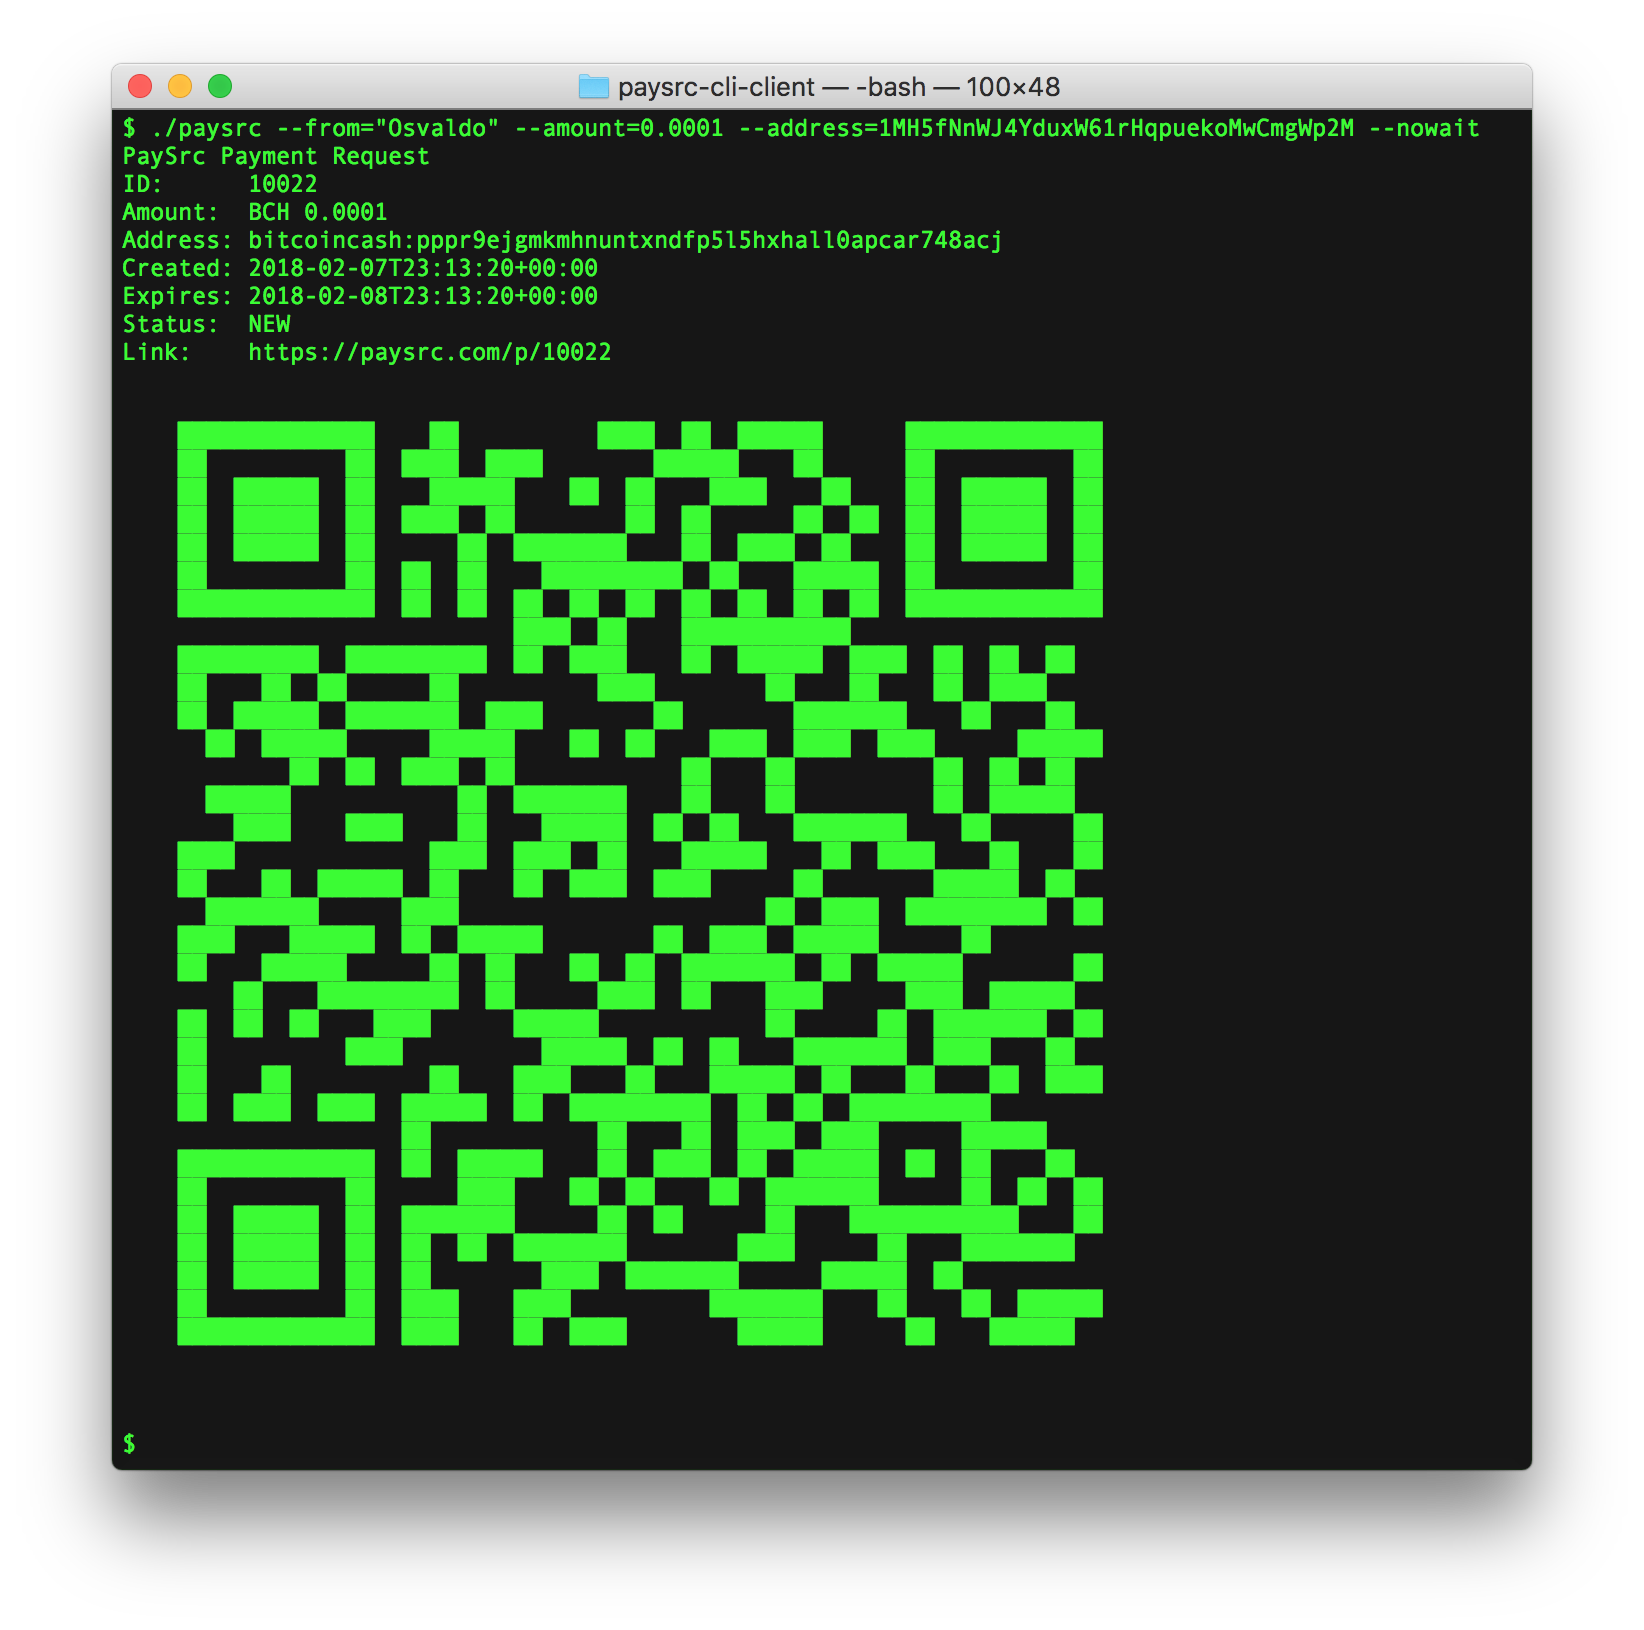 paysrc-cli-client — -bash — 100×48
$ ./paysrc --from="Osvaldo" --amount=0.0001 --address=1MH5fNnWJ4YduxW61rHqpuekoMwCmgWp2M --nowait
PaySrc Payment Request
ID: 10022
Amount: BCH 0.0001
Address: bitcoincash:pppr9ejgmkmhnuntxndfp5l5hxhall0apcar748acj
Created: 2018-02-07T23:13:20+00:00
Expires: 2018-02-08T23:13:20+00:00
Status: NEW
Link: https://paysrc.com/p/10022
$